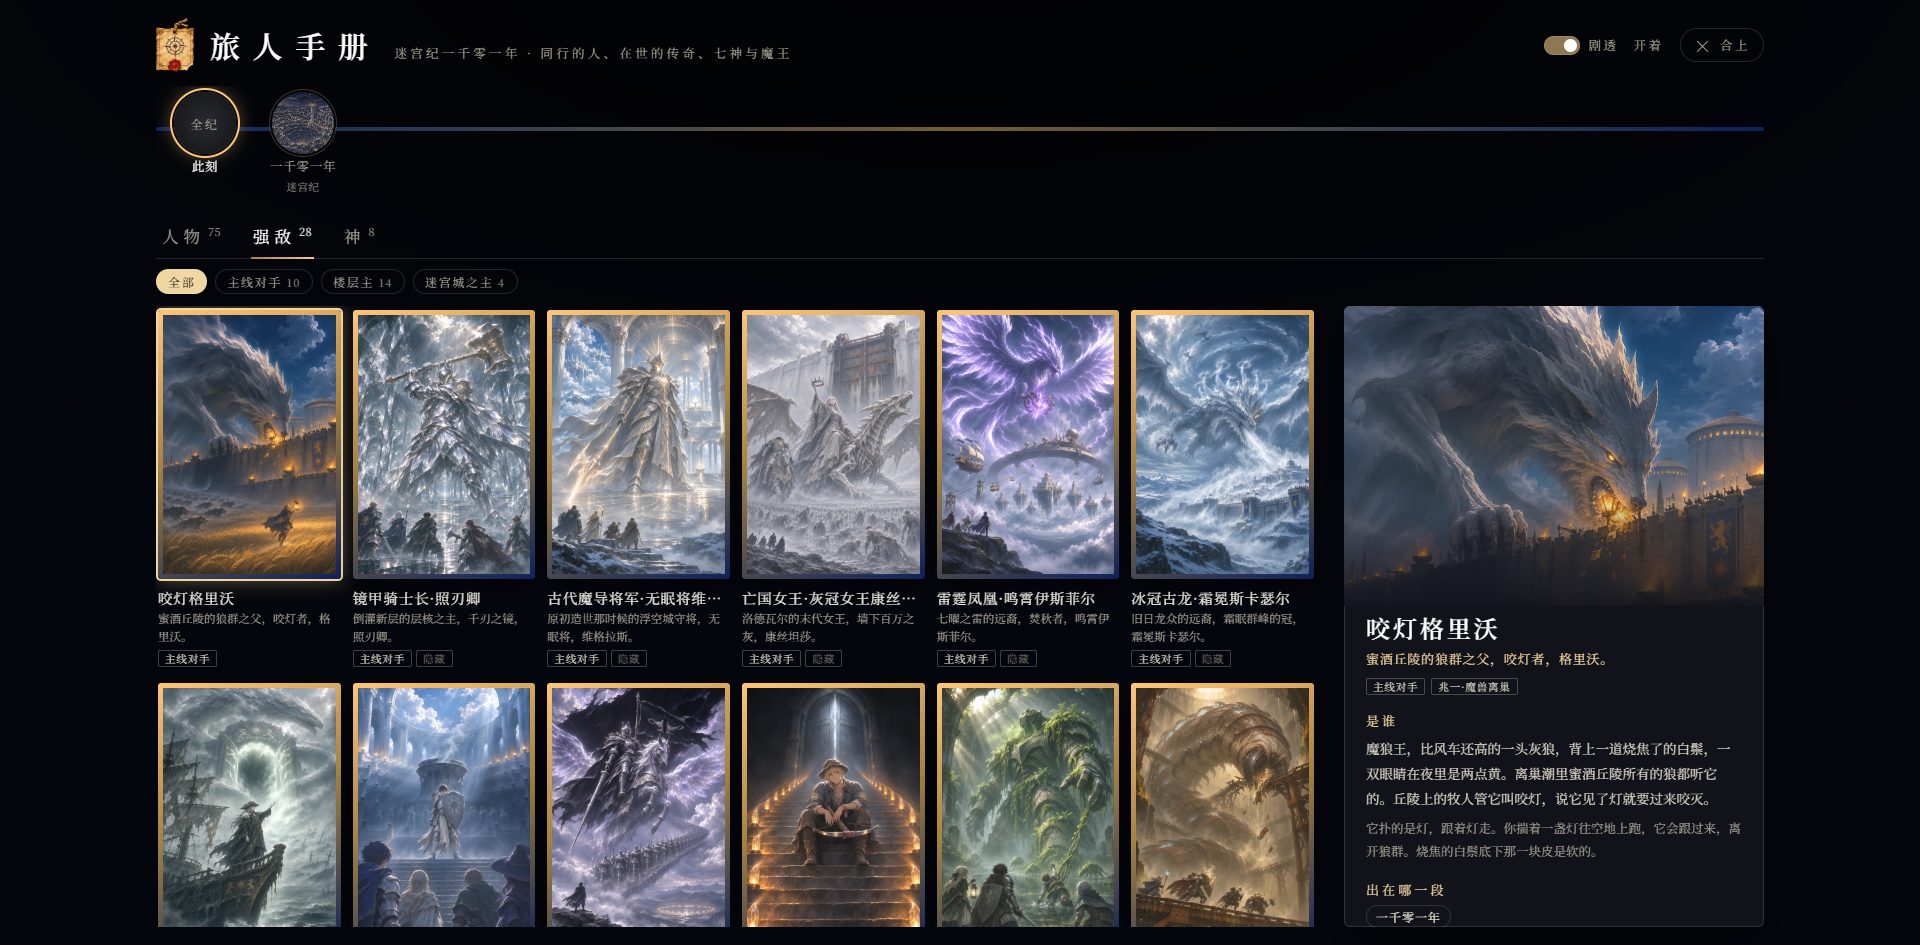 旅人手册
迷宫纪一千零一年 · 同行的人、在世的传奇、七神与魔王
剧透 开着
合上
全纪
此刻
一千零一年
迷宫纪
人物 75
强敌 28
神 8
全部
主线对手 10
楼层主 14
迷宫城之主 4
咬灯格里沃
蜜酒丘陵的狼群之父，咬灯者，格
里沃。
主线对手
镜甲骑士长·照刃卿
倒灌新层的层核之主，千刃之镜，
照刃卿。
主线对手 隐藏
古代魔导将军·无眠将维…
原初造世那时候的浮空城守将，无
眠将，维格拉斯。
主线对手 隐藏
亡国女王·灰冠女王康丝…
洛德瓦尔的末代女王，墙下百万之
灰，康丝坦莎。
主线对手 隐藏
雷霆凤凰·鸣霄伊斯菲尔
七曜之雷的远裔，焚秋者，鸣霄伊
斯菲尔。
主线对手 隐藏
冰冠古龙·霜冕斯卡瑟尔
旧日龙众的远裔，霜眠群峰的冠，
霜冕斯卡瑟尔。
主线对手 隐藏
咬灯格里沃
蜜酒丘陵的狼群之父，咬灯者，格里沃。
主线对手 兆一·魔兽离巢
是谁
魔狼王，比风车还高的一头灰狼，背上一道烧焦了的白鬃，一
双眼睛在夜里是两点黄。离巢潮里蜜酒丘陵所有的狼都听它
的。丘陵上的牧人管它叫咬灯，说它见了灯就要过来咬灭。
它扑的是灯，跟着灯走。你揣着一盏灯往空地上跑，它会跟过来，离
开狼群。烧焦的白鬃底下那一块皮是软的。
出在哪一段
一千零一年